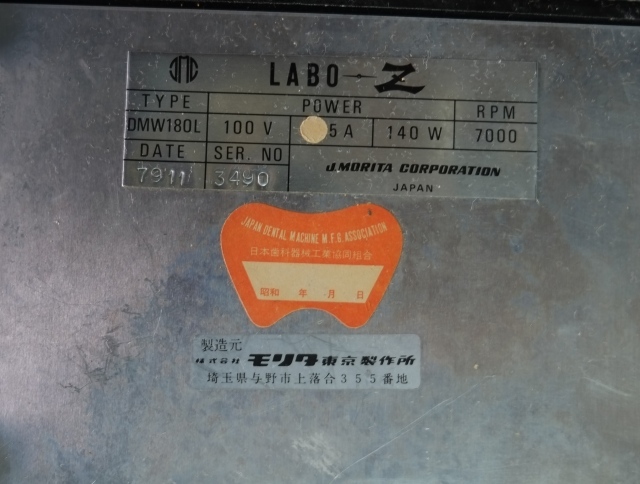 JMC LABO-Z
TYPE POWER RPM
DMW180L 100 V 5 A 140 W 7000
DATE SER. NO
7911 3490 J.MORITA CORPORATION
JAPAN
JAPAN DENTAL MACHINE M.F.G. ASSOCIATION
日本歯科器械工業協同組合
昭和 年 月 日
製造元
株式会社 モリタ東京製作所
埼玉県与野市上落合355番地